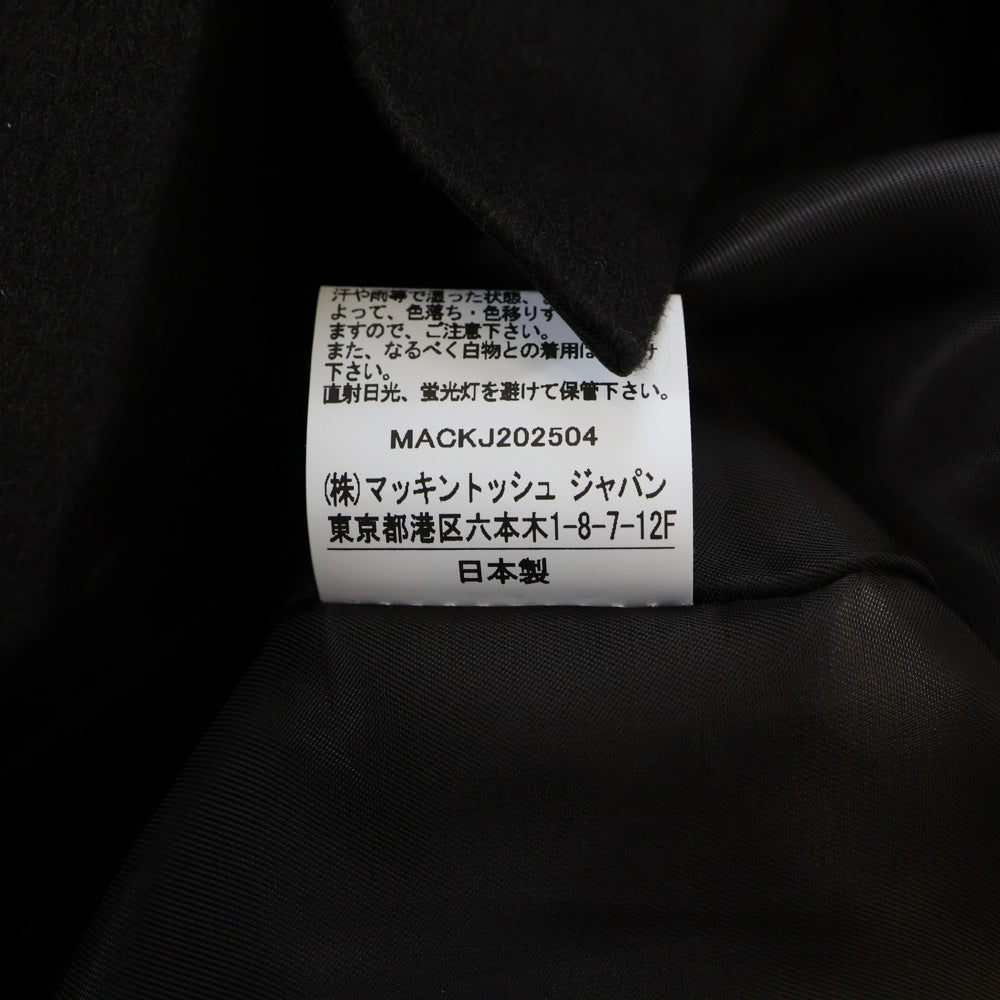 汗や雨等で湿った状態、
よって、色落ち・色移りす
ますので、ご注意下さい。
また、なるべく白物との着用は
下さい。
直射日光、蛍光灯を避けて保管下さい。
MACKJ202504
(株)マッキントッシュ ジャパン
東京都港区六本木1-8-7-12F
日本製